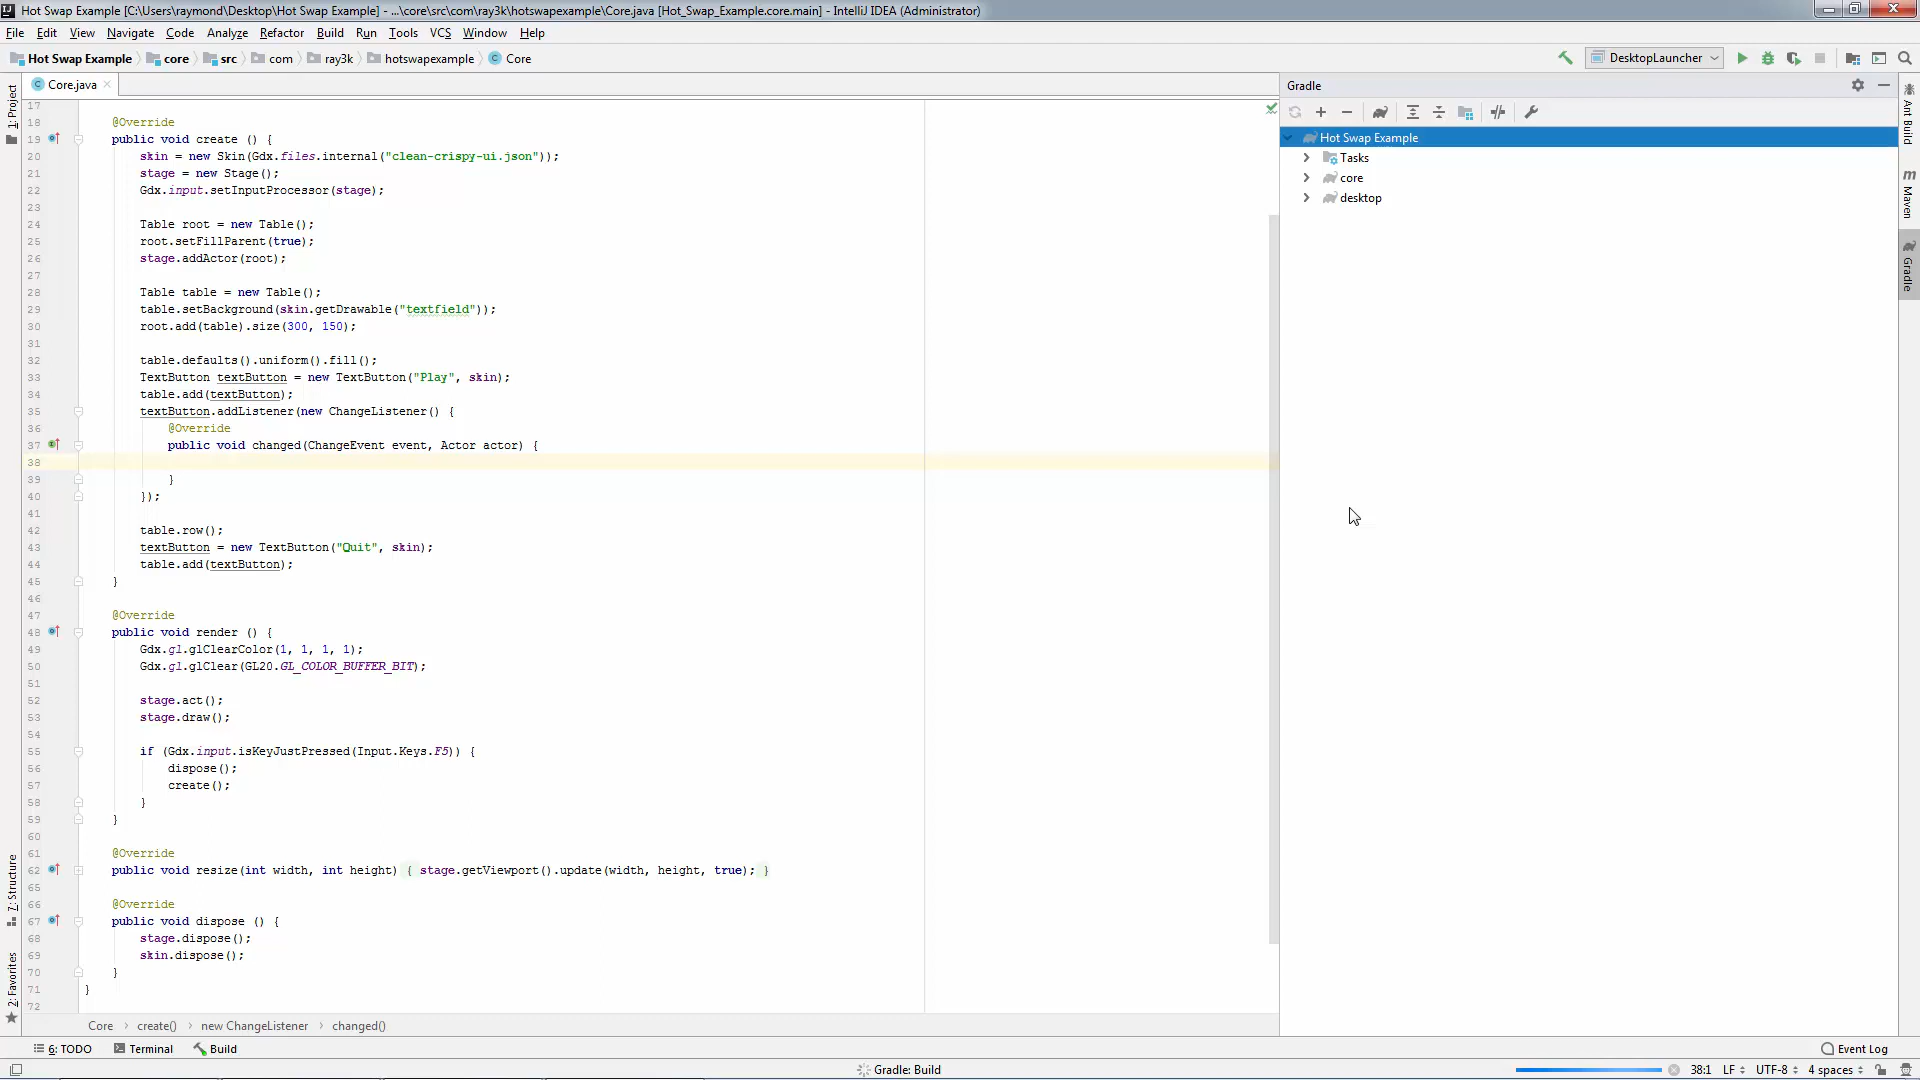 Hot Swap Example [C:\Users\raymond\Desktop\Hot Swap Example] - ...\core\src\com\ray3k\hotswapexample\Core.java [Hot_Swap_Example.core.main] - IntelliJ IDEA (Administrator)
File Edit View Navigate Code Analyze Refactor Build Run Tools VCS Window Help
Hot Swap Example core src com ray3k hotswapexample Core DesktopLauncher
Core.java
Gradle
1: Project
7: Structure
2: Favorites
Ant Build
Maven
Gradle
Hot Swap Example
Tasks
core
desktop
17
18 @Override
19 public void create () {
20 skin = new Skin(Gdx.files.internal("clean-crispy-ui.json"));
21 stage = new Stage();
22 Gdx.input.setInputProcessor(stage);
23
24 Table root = new Table();
25 root.setFillParent(true);
26 stage.addActor(root);
27
28 Table table = new Table();
29 table.setBackground(skin.getDrawable("textfield"));
30 root.add(table).size(300, 150);
31
32 table.defaults().uniform().fill();
33 TextButton textButton = new TextButton("Play", skin);
34 table.add(textButton);
35 textButton.addListener(new ChangeListener() {
36 @Override
37 public void changed(ChangeEvent event, Actor actor) {
38
39 }
40 });
41
42 table.row();
43 textButton = new TextButton("Quit", skin);
44 table.add(textButton);
45 }
46
47 @Override
48 public void render () {
49 Gdx.gl.glClearColor(1, 1, 1, 1);
50 Gdx.gl.glClear(GL20.GL_COLOR_BUFFER_BIT);
51
52 stage.act();
53 stage.draw();
54
55 if (Gdx.input.isKeyJustPressed(Input.Keys.F5)) {
56 dispose();
57 create();
58 }
59 }
60
61 @Override
62 public void resize(int width, int height) { stage.getViewport().update(width, height, true); }
65
66 @Override
67 public void dispose () {
68 stage.dispose();
69 skin.dispose();
70 }
71 }
72
Core › create() › new ChangeListener › changed()
6: TODO Terminal Build Event Log
Gradle: Build 38:1 LF UTF-8 4 spaces